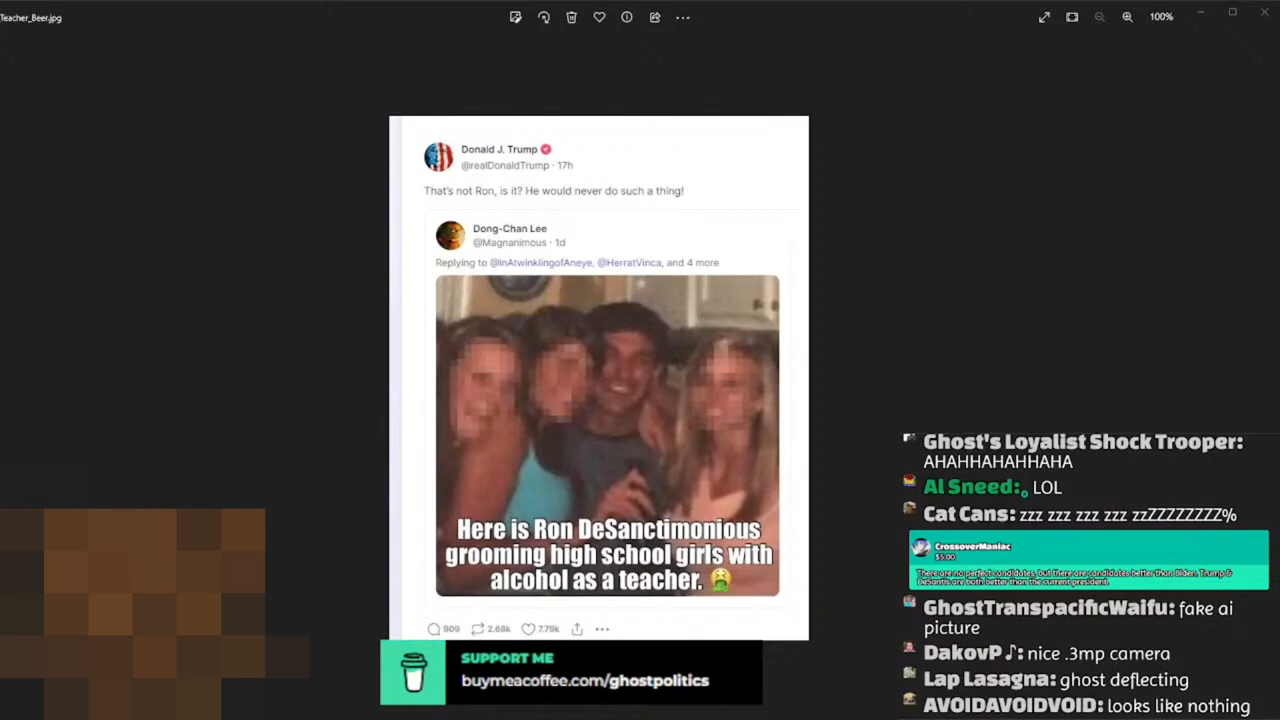 Teacher_Beer.jpg
100%
Donald J. Trump
@realDonaldTrump · 17h
That's not Ron, is it? He would never do such a thing!
Dong-Chan Lee
@Magnanimous · 1d
Replying to @InAtwinklingofAneye, @HerratVinca, and 4 more
Here is Ron DeSanctimonious
grooming high school girls with
alcohol as a teacher. 🤮
909 2.68k 7.79k
SUPPORT ME
buymeacoffee.com/ghostpolitics
Ghost's Loyalist Shock Trooper:
AHAHHAHAHHAHA
Al Sneed: LOL
Cat Cans: zzz zzz zzz zzz zzZZZZZZZZ%
CrossoverManiac
$5.00
There are no perfect candidates, but there are candidates better than Biden. Trump &
DeSantis are both better than the current president.
GhostTranspacificWaifu: fake ai
picture
DakovP♪: nice .3mp camera
Lap Lasagna: ghost deflecting
AVOIDAVOIDVOID: looks like nothing